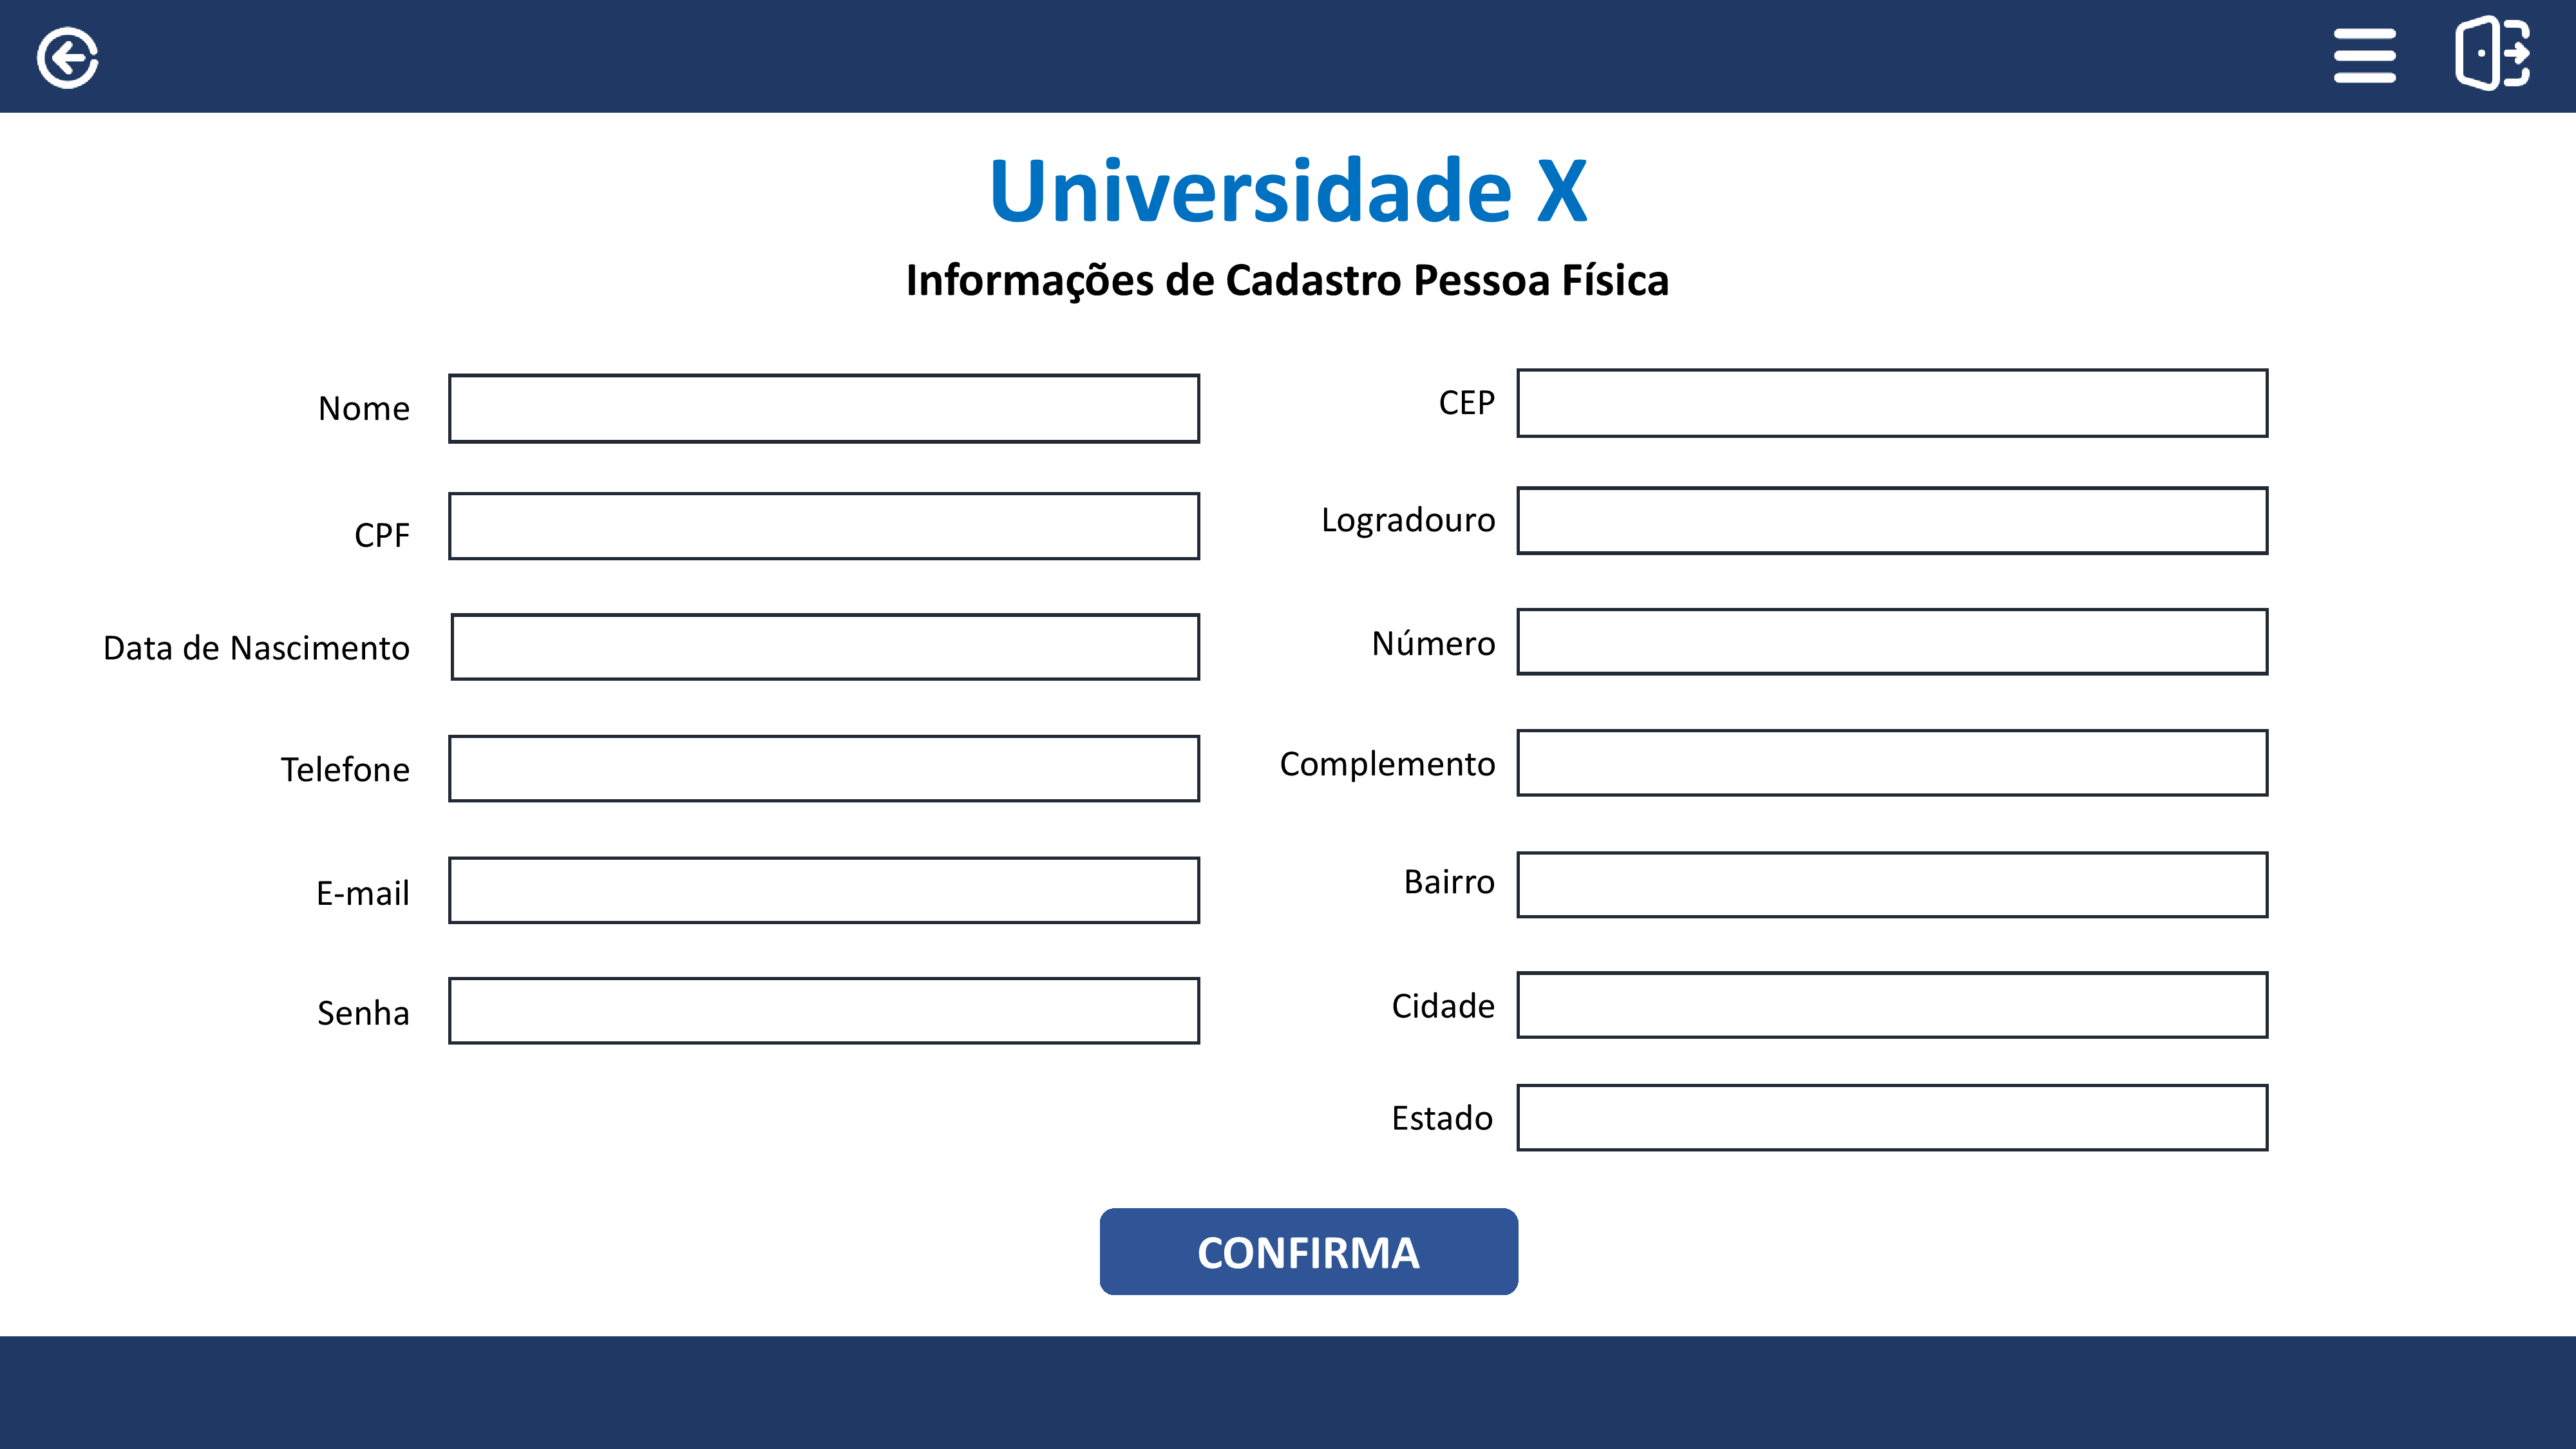 Universidade X
Informações de Cadastro Pessoa Física
Nome
CPF
Data de Nascimento
Telefone
E-mail
Senha
CEP
Logradouro
Número
Complemento
Bairro
Cidade
Estado
CONFIRMA